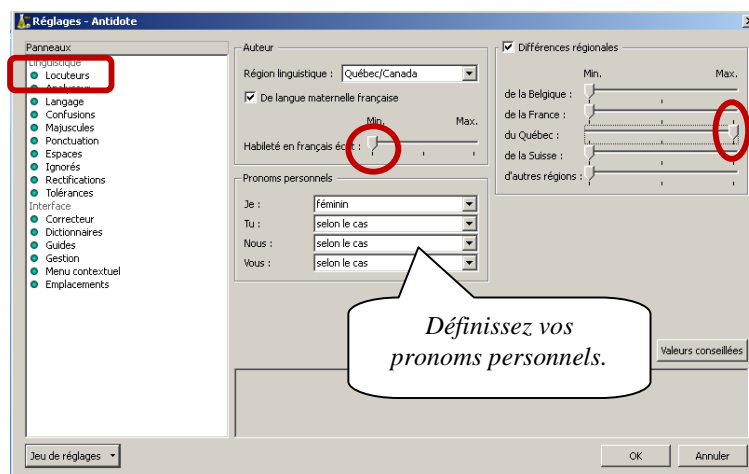 Réglages - Antidote
Panneaux
Linguistique
Locuteurs
Analyseur
Langage
Confusions
Majuscules
Ponctuation
Espaces
Ignorés
Rectifications
Tolérances
Interface
Correcteur
Dictionnaires
Guides
Gestion
Menu contextuel
Emplacements
Auteur
Région linguistique : Québec/Canada
De langue maternelle française
Min. Max.
Habileté en français écrit :
Pronoms personnels
Je : féminin
Tu : selon le cas
Nous : selon le cas
Vous : selon le cas
Différences régionales
Min. Max.
de la Belgique :
de la France :
du Québec :
de la Suisse :
d'autres régions :
Définissez vos
pronoms personnels.
Valeurs conseillées
Jeu de réglages
OK Annuler